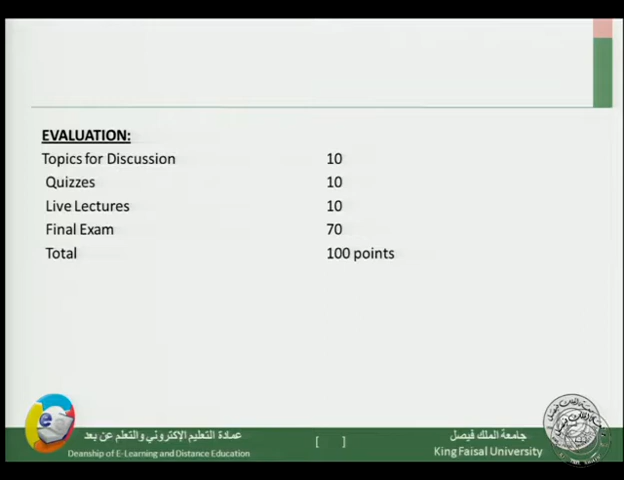 EVALUATION:
Topics for Discussion 10
Quizzes 10
Live Lectures 10
Final Exam 70
Total 100 points
عمادة التعليم الإلكتروني والتعلم عن بعد
Deanship of E-Learning and Distance Education
[ ]
جامعة الملك فيصل
King Faisal University